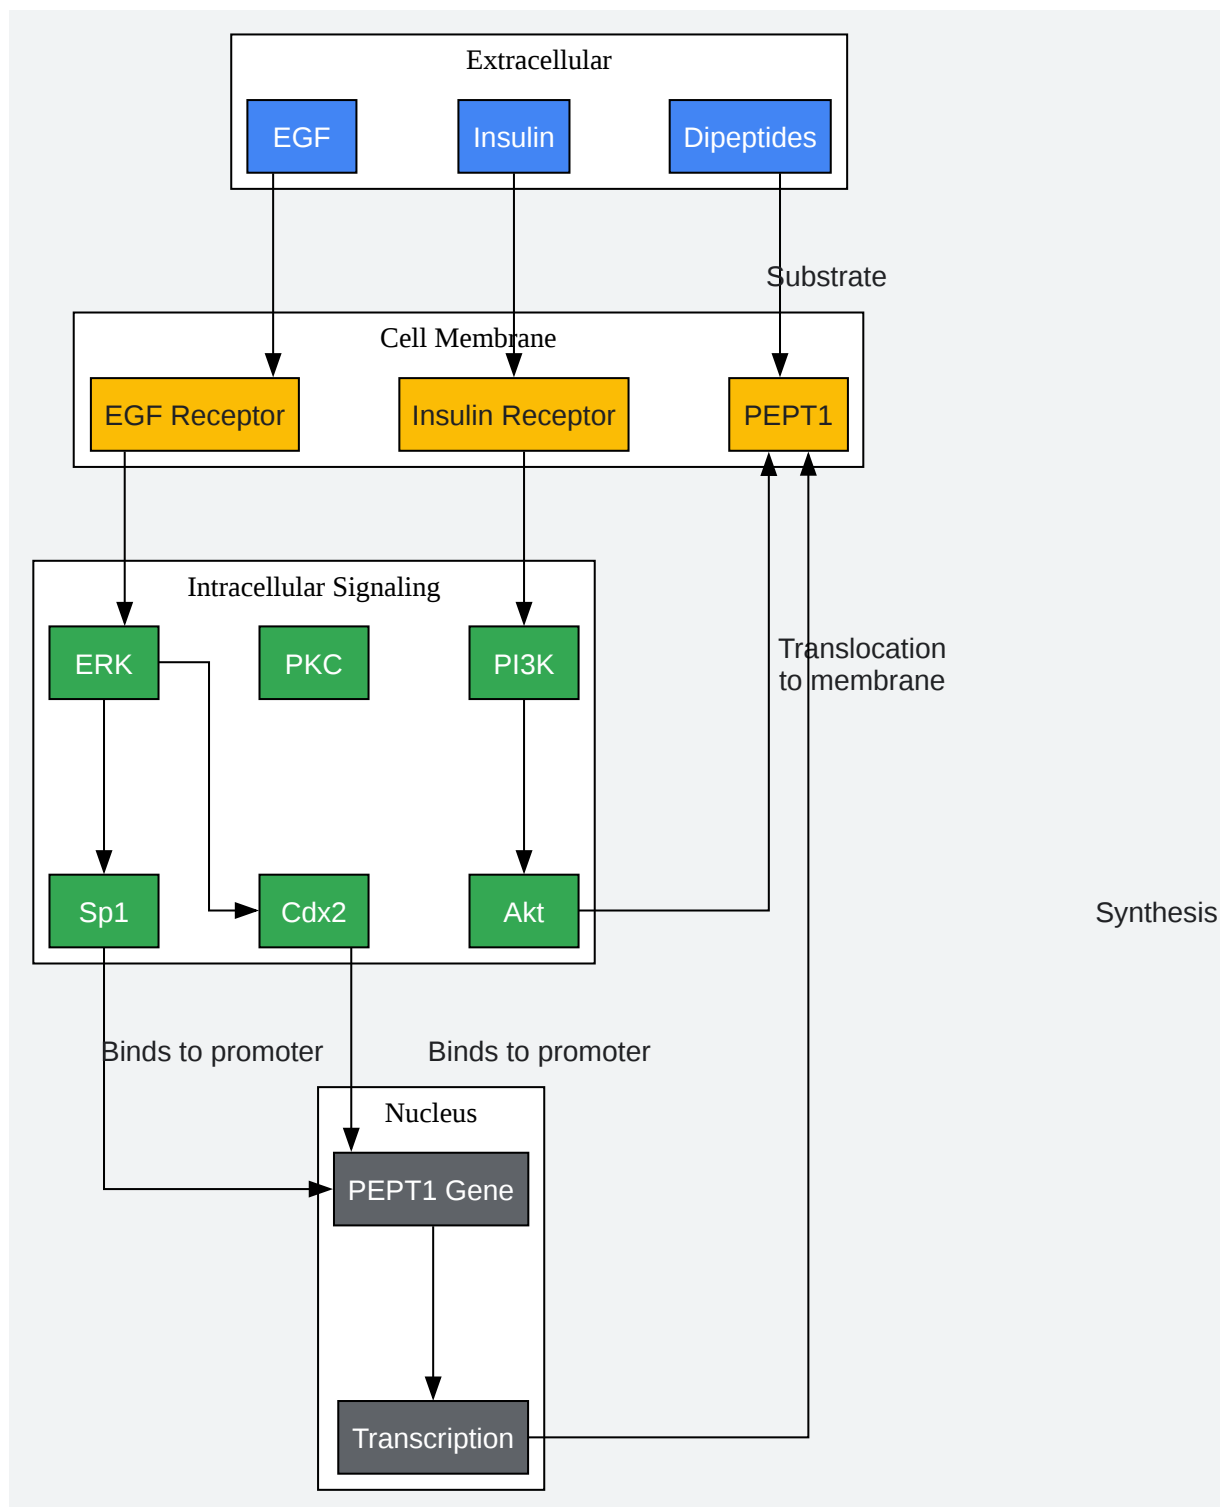 Extracellular
EGF
Insulin
Dipeptides
Substrate
Cell Membrane
EGF Receptor
Insulin Receptor
PEPT1
Intracellular Signaling
ERK
PKC
PI3K
Translocation
to membrane
Sp1
Cdx2
Akt
Synthesis
Binds to promoter
Binds to promoter
Nucleus
PEPT1 Gene
Transcription